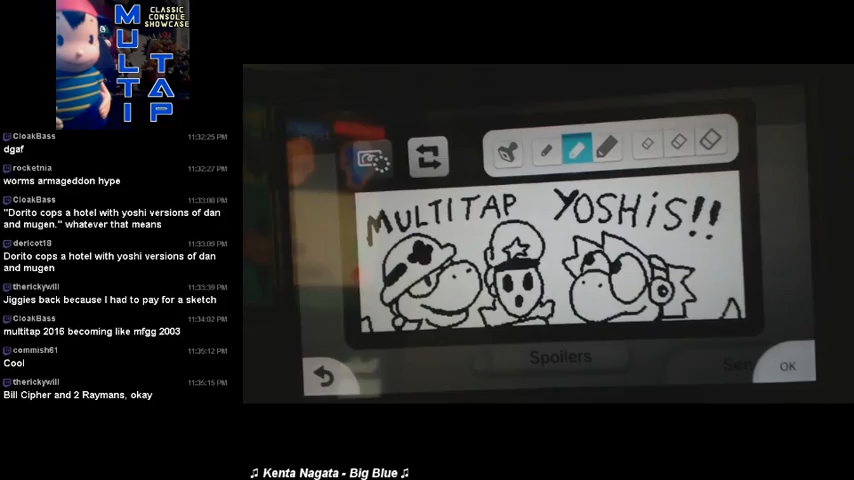 CLASSIC
CONSOLE
SHOWCASE
MULTI
TAP
CloakBass 11:32:25 PM
dgaf
rocketnia 11:32:27 PM
worms armageddon hype
CloakBass 11:33:08 PM
"Dorito cops a hotel with yoshi versions of dan
and mugen." whatever that means
dericot18 11:33:09 PM
Dorito cops a hotel with yoshi versions of dan
and mugen
therickywill 11:33:39 PM
Jiggies back because I had to pay for a sketch
CloakBass 11:34:02 PM
multitap 2016 becoming like mfgg 2003
commish61 11:35:12 PM
Cool
therickywill 11:35:15 PM
Bill Cipher and 2 Raymans, okay
MULTITAP YOSHiS!!
Spoilers
OK
♫ Kenta Nagata - Big Blue ♫